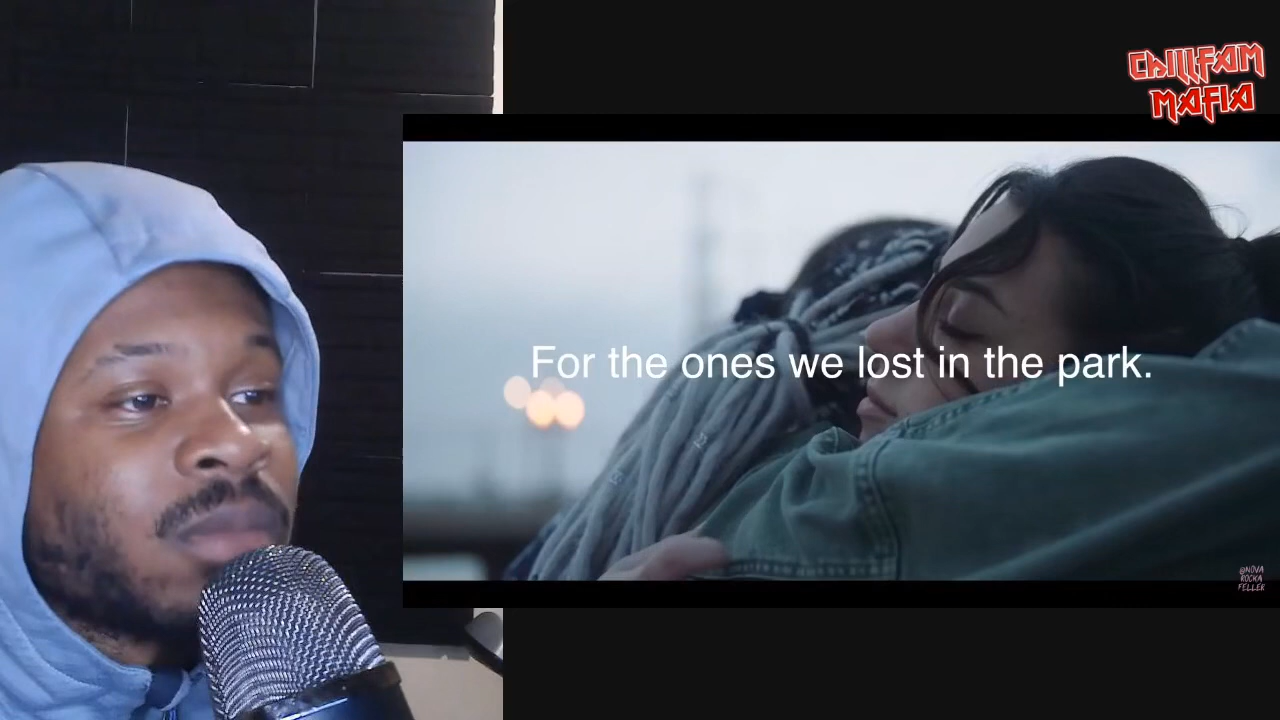 CHILLFAM
MAFIA
For the ones we lost in the park.
@NOVA
ROCKA
FELLER